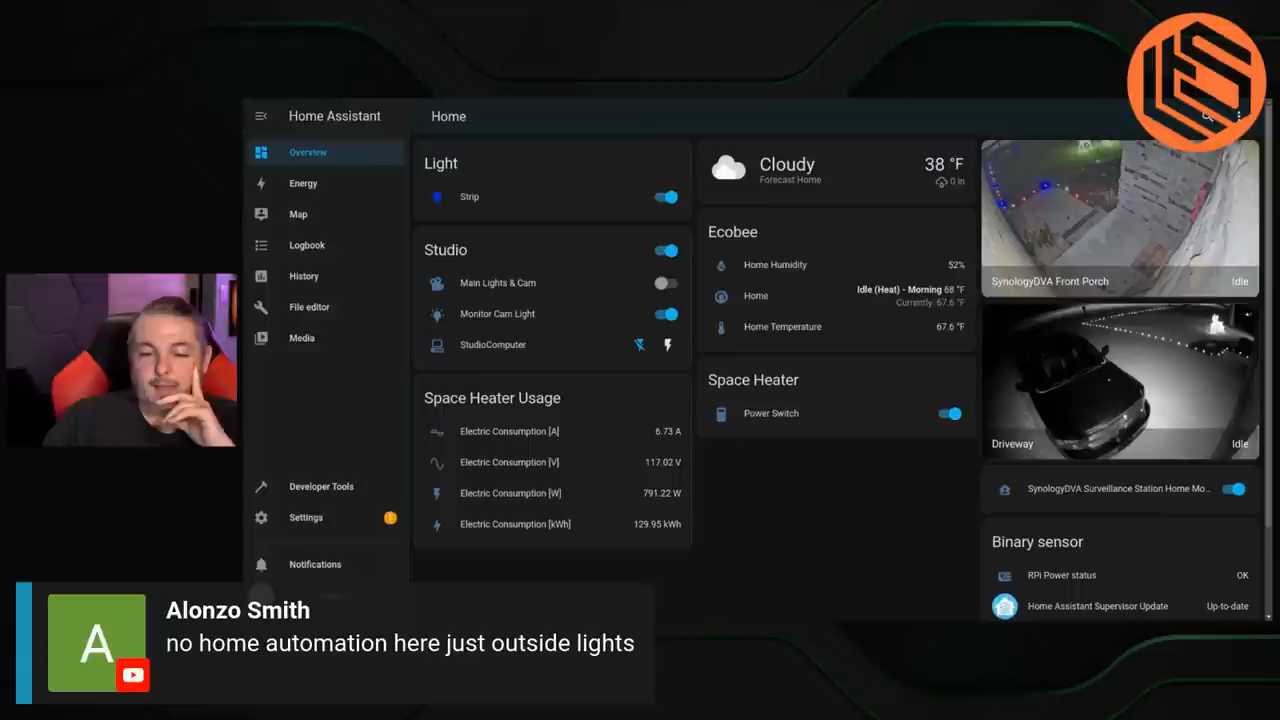 Home Assistant
Home
Overview
Energy
Map
Logbook
History
File editor
Media
Developer Tools
Settings
Notifications
Light
Strip
Studio
Main Lights & Cam
Monitor Cam Light
StudioComputer
Space Heater Usage
Electric Consumption [A] 6.73 A
Electric Consumption [V] 117.02 V
Electric Consumption [W] 791.22 W
Electric Consumption [kWh] 129.95 kWh
Cloudy 38 °F
Forecast Home 0 in
Ecobee
Home Humidity 52%
Home Idle (Heat) - Morning 68 °F
Currently: 67.6 °F
Home Temperature 67.6 °F
Space Heater
Power Switch
SynologyDVA Front Porch Idle
Driveway Idle
SynologyDVA Surveillance Station Home Mo...
Binary sensor
RPi Power status OK
Home Assistant Supervisor Update Up-to-date
A
Alonzo Smith
no home automation here just outside lights